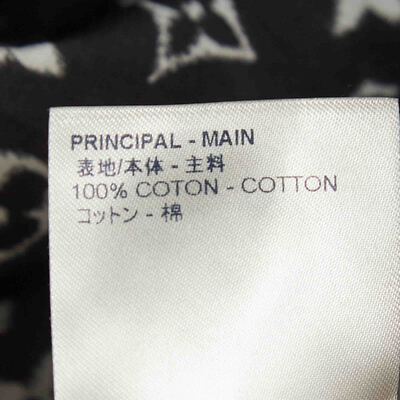 PRINCIPAL - MAIN
表地/本体 - 主料
100% COTON - COTTON
コットン - 棉